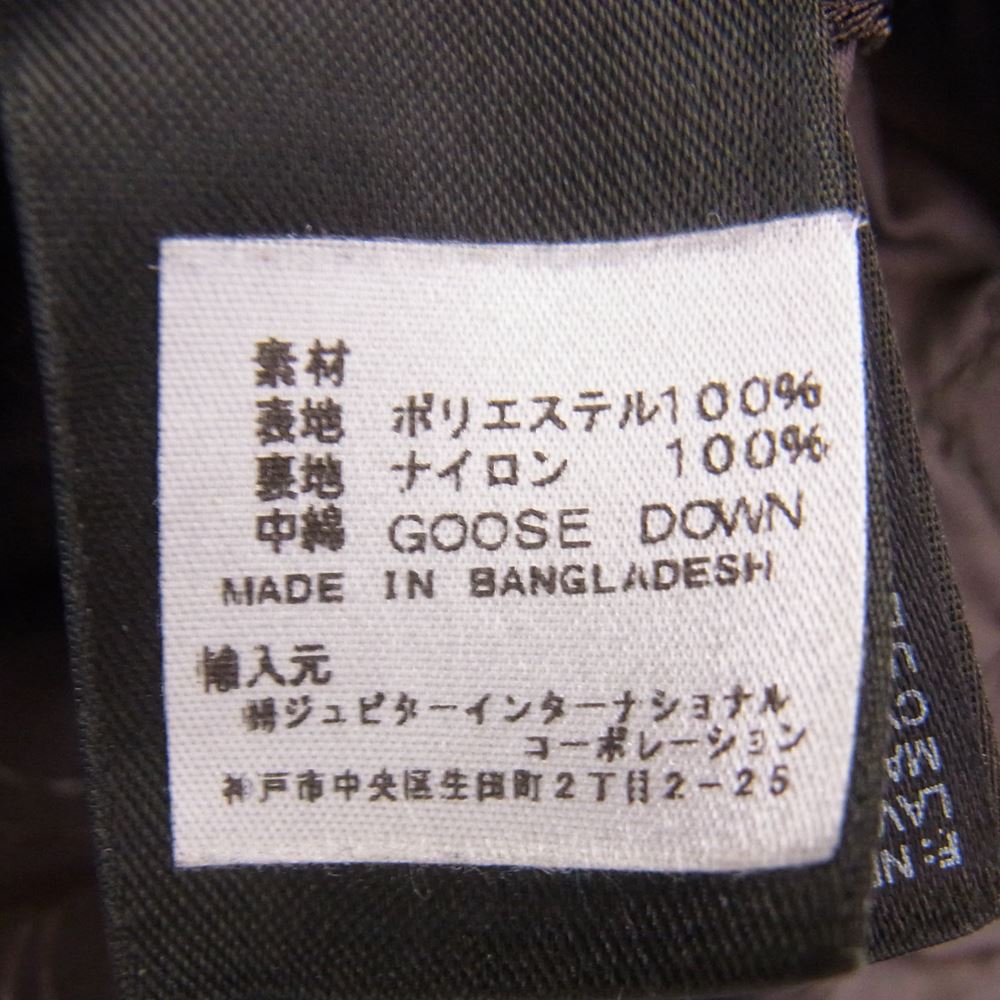 素材
表地 ポリエステル100%
裏地 ナイロン 100%
中綿 GOOSE DOWN
MADE IN BANGLADESH
輸入元
㈱ジュピターインターナショナル
コーポレーション
神戸市中央区生田町2丁目2-25